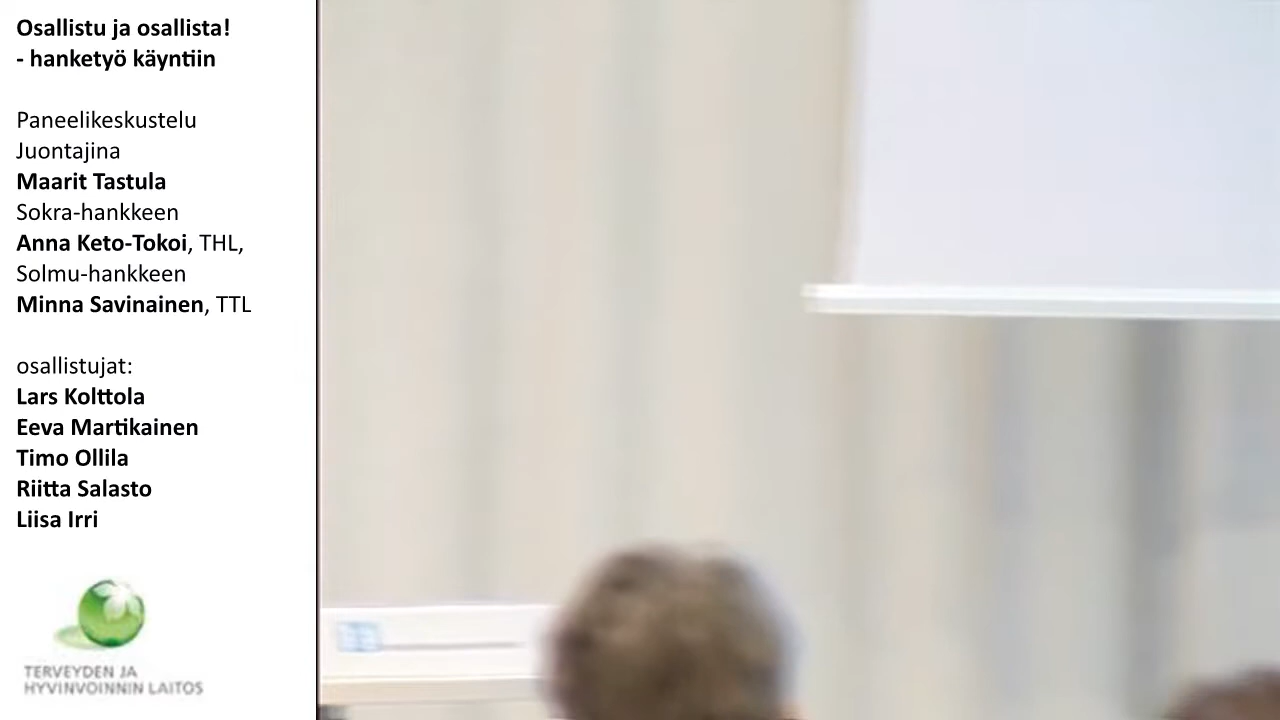 Osallistu ja osallista!
- hanketyö käyntiin
Paneelikeskustelu
Juontajina
Maarit Tastula
Sokra-hankkeen
Anna Keto-Tokoi, THL,
Solmu-hankkeen
Minna Savinainen, TTL
osallistujat:
Lars Kolttola
Eeva Martikainen
Timo Ollila
Riitta Salasto
Liisa Irri
TERVEYDEN JA
HYVINVOINNIN LAITOS